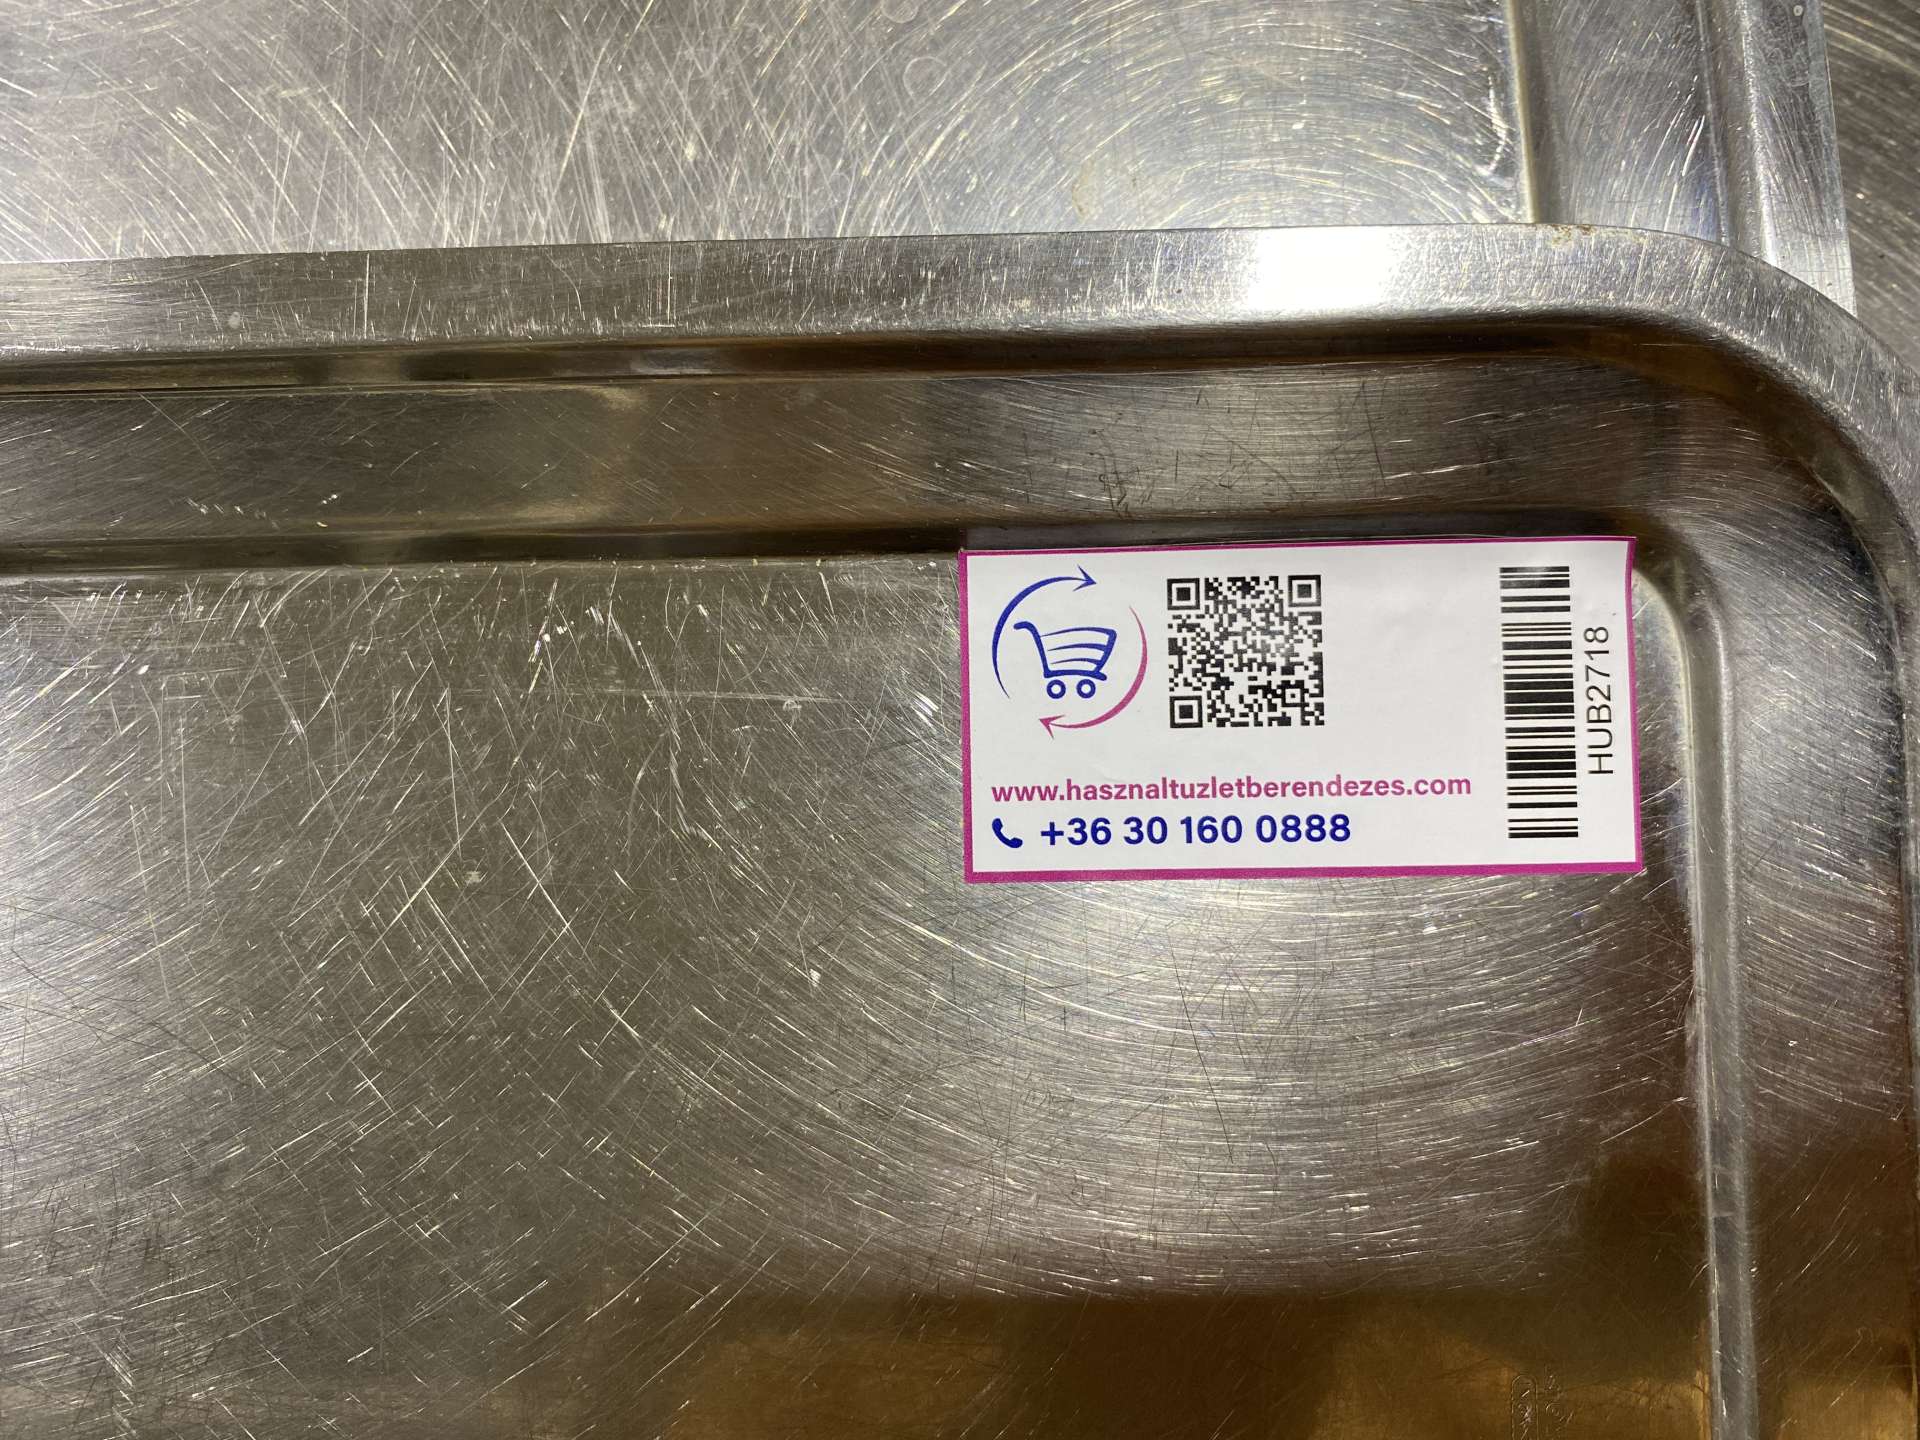 www.hasznaltuzletberendezes.com
+36 30 160 0888
HUB2718